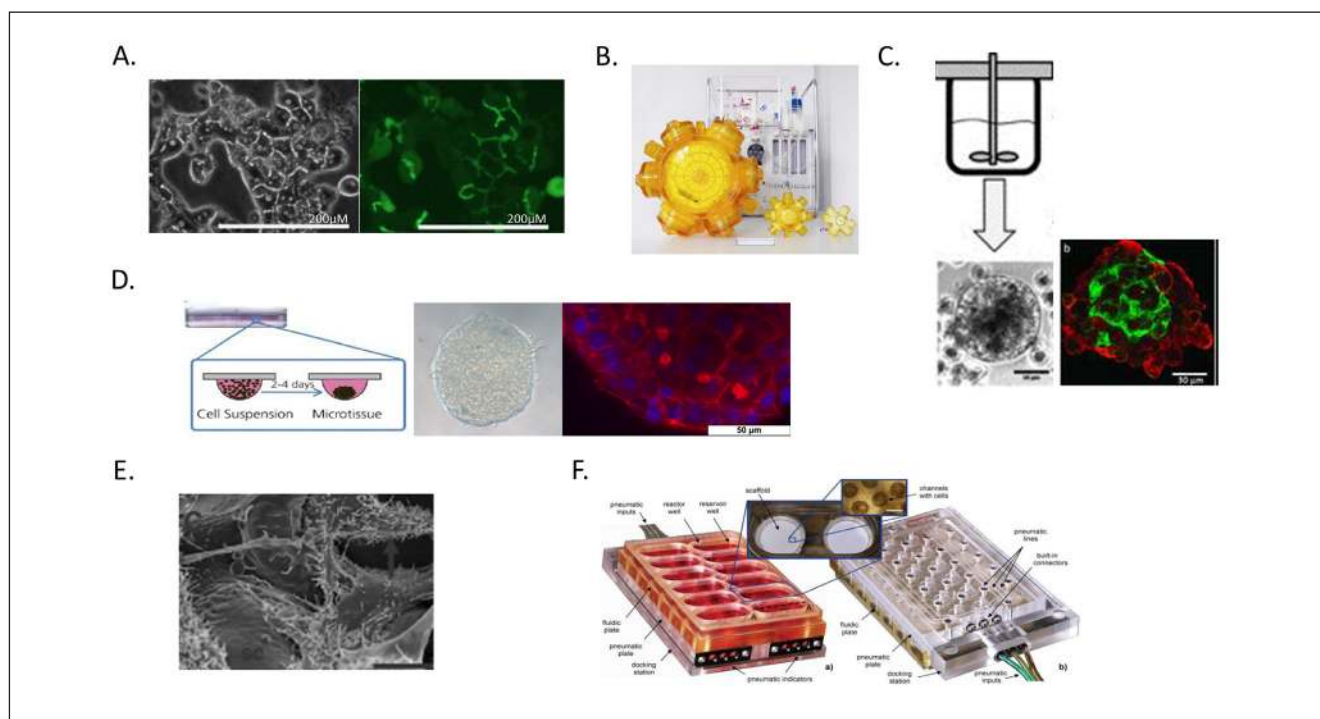 A.
200µM
200µM
B.
C.
b
30 µm
D.
2-4 days
Cell Suspension
Microtissue
50 µm
E.
F.
pneumatic
inputs
reactor
well
reservoir
well
scaffold
channels
with cells
pneumatic
lines
built-in
connectors
fluidic
plate
pneumatic
plate
docking
station
pneumatic indicators
a)
fluidic
plate
pneumatic
plate
docking
station
pneumatic
inputs
b)